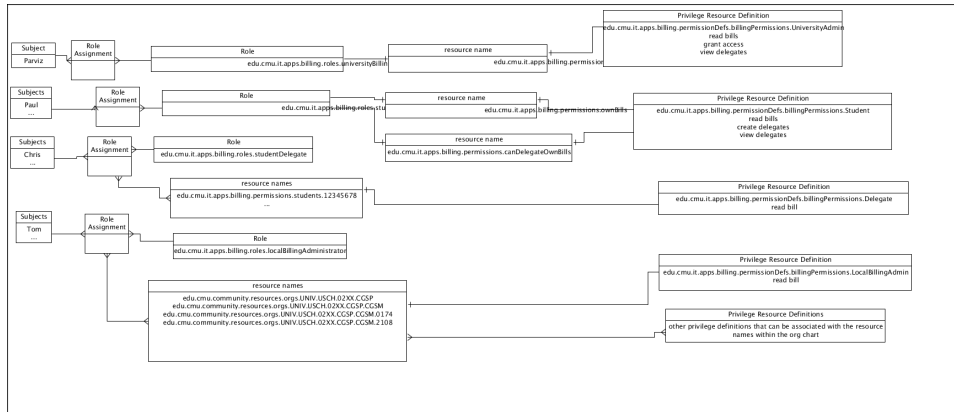 Privilege Resource Definition
edu.cmu.it.apps.billing.permissionDefs.billingPermissions.UniversityAdmin
read bills
grant access
view delegates
Subject
Parviz
Role
Assignment
Role
edu.cmu.it.apps.billing.roles.universityBillin
resource name
edu.cmu.it.apps.billing.permission
Subjects
Paul
...
Role
Assignment
Role
edu.cmu.it.apps.billing.roles.stu
resource name
edu.cmu.it.apps.billing.permissions.ownBills
Privilege Resource Definition
edu.cmu.it.apps.billing.permissionDefs.billingPermissions.Student
read bills
create delegates
view delegates
resource name
edu.cmu.it.apps.billing.permissions.canDelegateOwnBills
Subjects
Chris
...
Role
Assignment
Role
edu.cmu.it.apps.billing.roles.studentDelegate
resource names
edu.cmu.it.apps.billing.permissions.students.12345678
...
Privilege Resource Definition
edu.cmu.it.apps.billing.permissionDefs.billingPermissions.Delegate
read bill
Subjects
Tom
...
Role
Assignment
Role
edu.cmu.it.apps.billing.roles.localBillingAdministrator
Privilege Resource Definition
edu.cmu.it.apps.billing.permissionDefs.billingPermissions.LocalBillingAdmin
read bill
resource names
edu.cmu.community.resources.orgs.UNIV.USCH.02XX.CGSP
edu.cmu.community.resources.orgs.UNIV.USCH.02XX.CGSP.CGSM
edu.cmu.community.resources.orgs.UNIV.USCH.02XX.CGSP.CGSM.0174
edu.cmu.community.resources.orgs.UNIV.USCH.02XX.CGSP.CGSM.2108
Privilege Resource Definitions
other privilege definitions that can be associated with the resource
names within the org chart